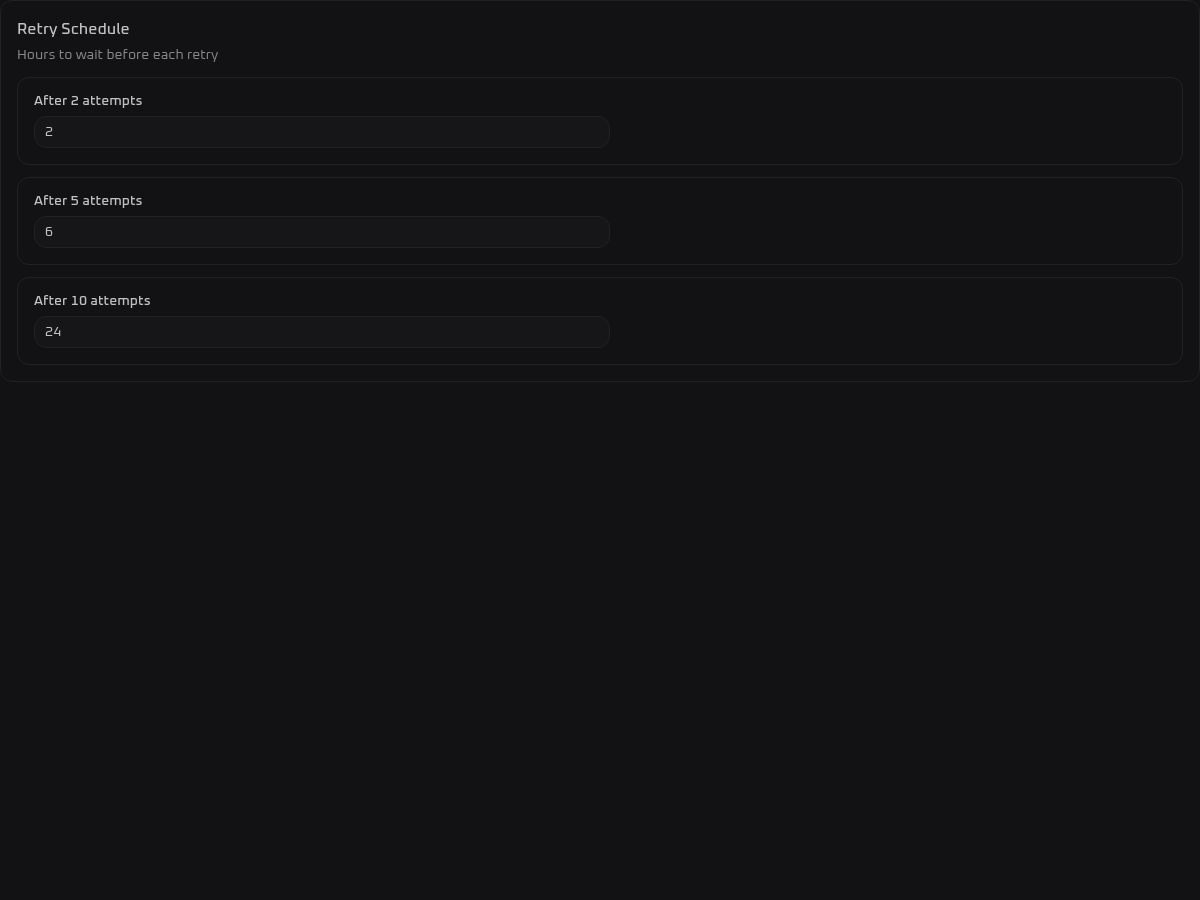 Retry Schedule
Hours to wait before each retry
After 2 attempts
2
After 5 attempts
6
After 10 attempts
24